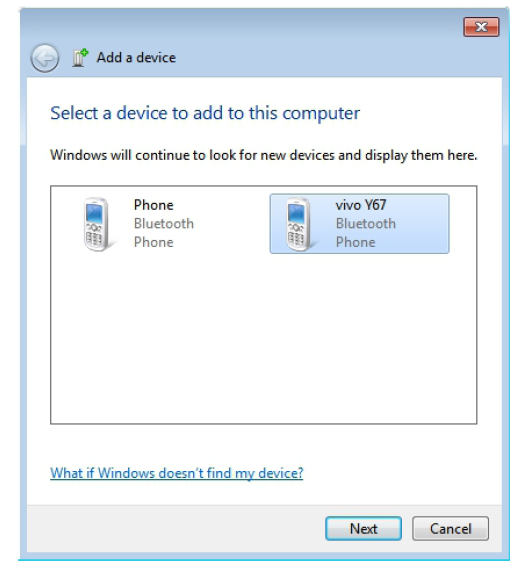 Add a device
Select a device to add to this computer
Windows will continue to look for new devices and display them here.
Phone
Bluetooth
Phone
vivo Y67
Bluetooth
Phone
What if Windows doesn't find my device?
Next
Cancel